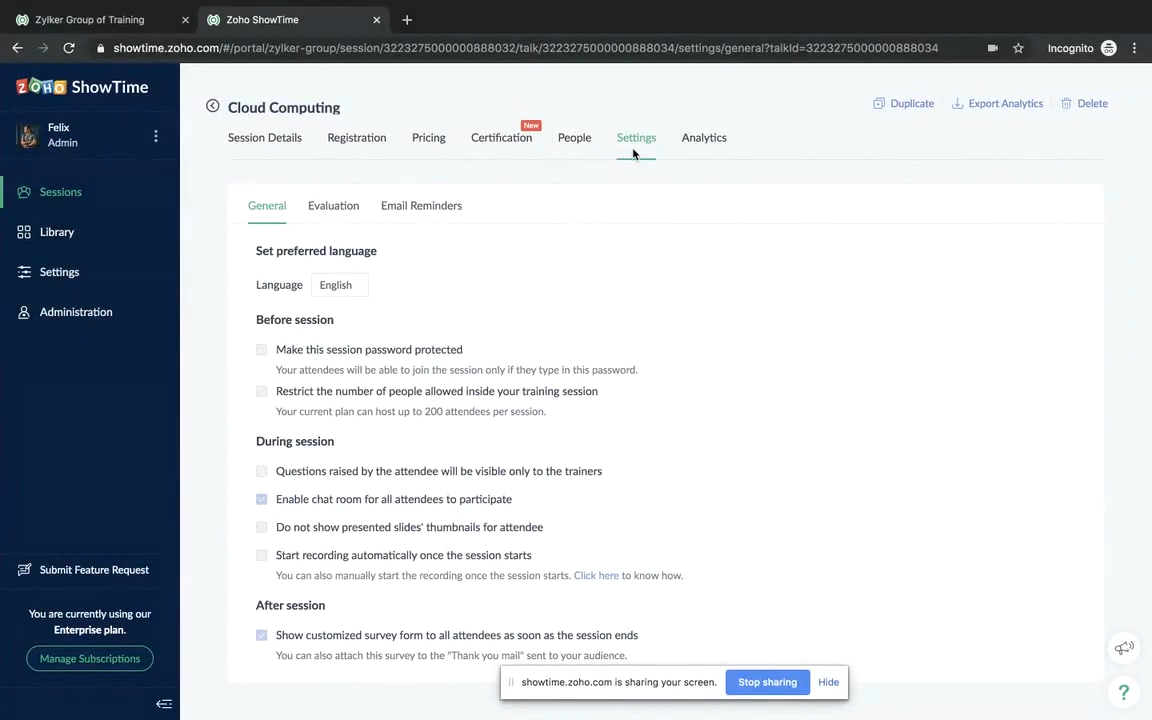 Zylker Group of Training
Zoho ShowTime
showtime.zoho.com/#/portal/zylker-group/session/3223275000000888032/talk/3223275000000888034/settings/general?talkId=3223275000000888034
Incognito
ZOHO ShowTime
Felix
Admin
Sessions
Library
Settings
Administration
Submit Feature Request
You are currently using our
Enterprise plan.
Manage Subscriptions
Cloud Computing
Duplicate
Export Analytics
Delete
Session Details
Registration
Pricing
Certification
New
People
Settings
Analytics
General
Evaluation
Email Reminders
Set preferred language
Language
English
Before session
Make this session password protected
Your attendees will be able to join the session only if they type in this password.
Restrict the number of people allowed inside your training session
Your current plan can host up to 200 attendees per session.
During session
Questions raised by the attendee will be visible only to the trainers
Enable chat room for all attendees to participate
Do not show presented slides' thumbnails for attendee
Start recording automatically once the session starts
You can also manually start the recording once the session starts. Click here to know how.
After session
Show customized survey form to all attendees as soon as the session ends
You can also attach this survey to the "Thank you mail" sent to your audience.
showtime.zoho.com is sharing your screen.
Stop sharing
Hide
?